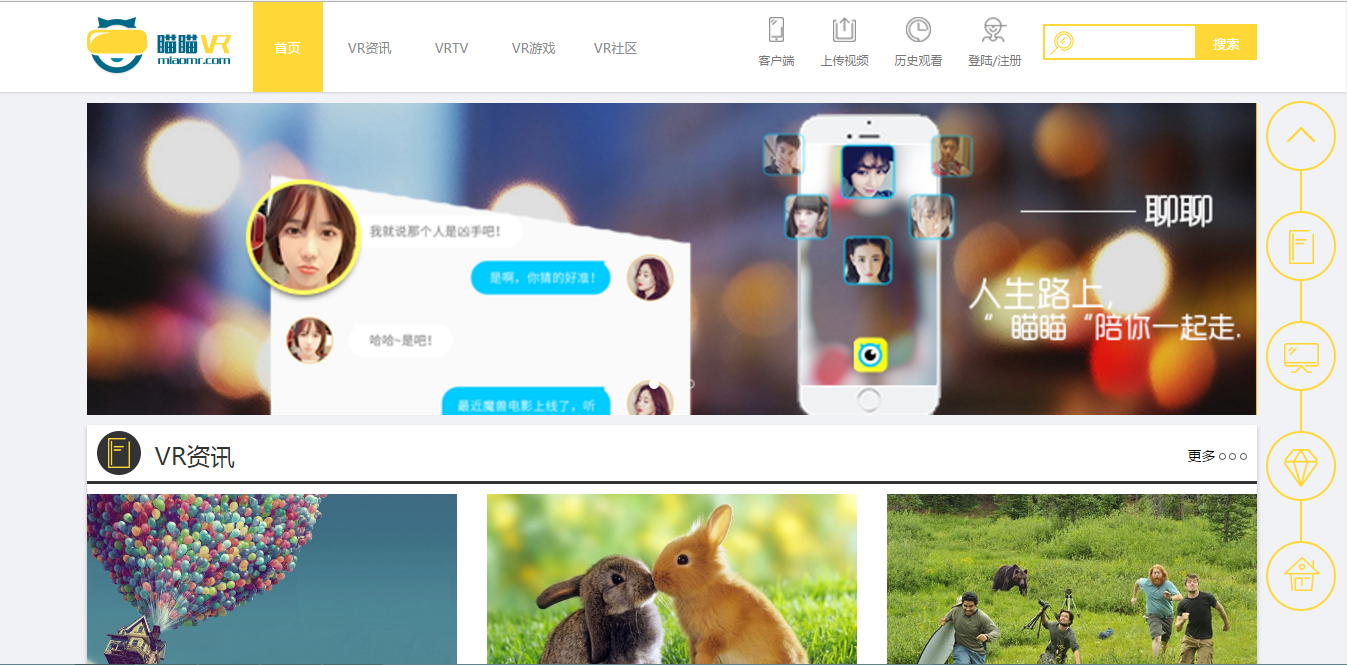 瞄瞄VR
miaomr.com
首页
VR资讯
VRTV
VR游戏
VR社区
客户端
上传视频
历史观看
登陆/注册
搜索
我就说那个人是凶手吧!
是啊，你猜的好准!
哈哈~是吧!
最近魔兽电影上线了，听
聊聊
人生路上,
“ 瞄瞄 “陪你一起走.
VR资讯
更多